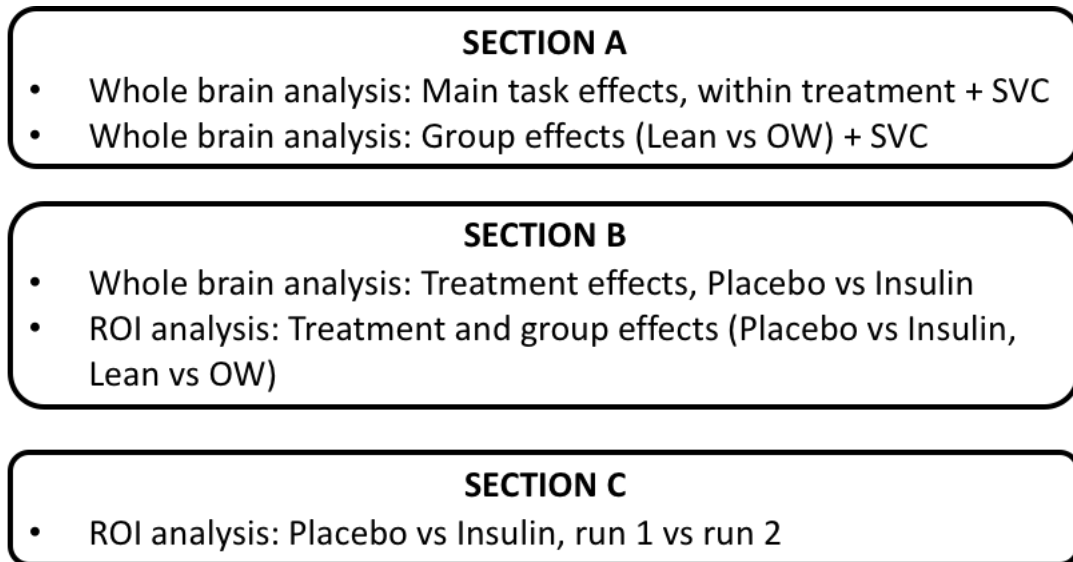 SECTION A
• Whole brain analysis: Main task effects, within treatment + SVC
• Whole brain analysis: Group effects (Lean vs OW) + SVC
SECTION B
• Whole brain analysis: Treatment effects, Placebo vs Insulin
• ROI analysis: Treatment and group effects (Placebo vs Insulin,
Lean vs OW)
SECTION C
• ROI analysis: Placebo vs Insulin, run 1 vs run 2